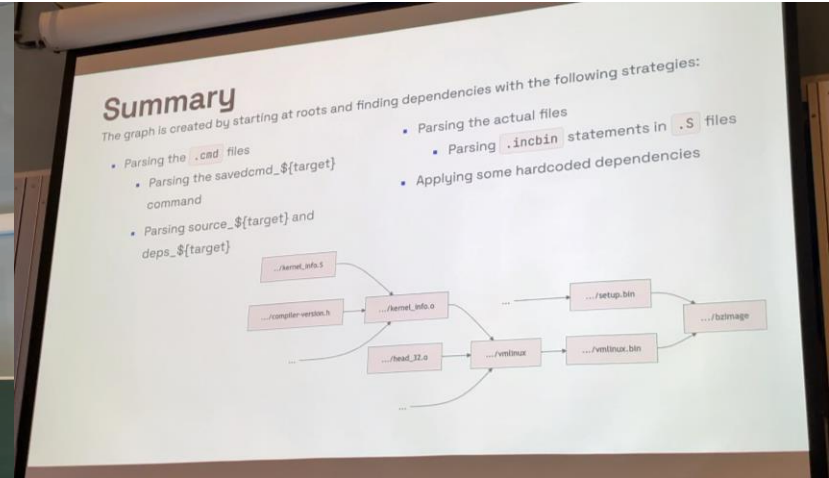 Summary
The graph is created by starting at roots and finding dependencies with the following strategies:
Parsing the .cmd files
Parsing the savedcmd_${target}
command
Parsing source_${target} and
deps_${target}
Parsing the actual files
Parsing .incbin statements in .S files
Applying some hardcoded dependencies
.../kernel_info.S
.../compiler-version.h
...
.../kernel_info.o
.../head_32.o
...
.../vmlinux
...
.../setup.bin
.../vmlinux.bin
.../bzImage